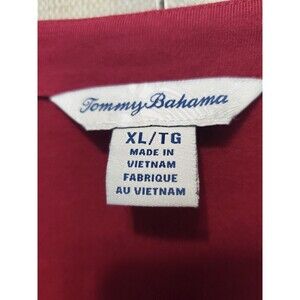 Tommy Bahama
XL/TG
MADE IN
VIETNAM
FABRIQUE
AU VIETNAM